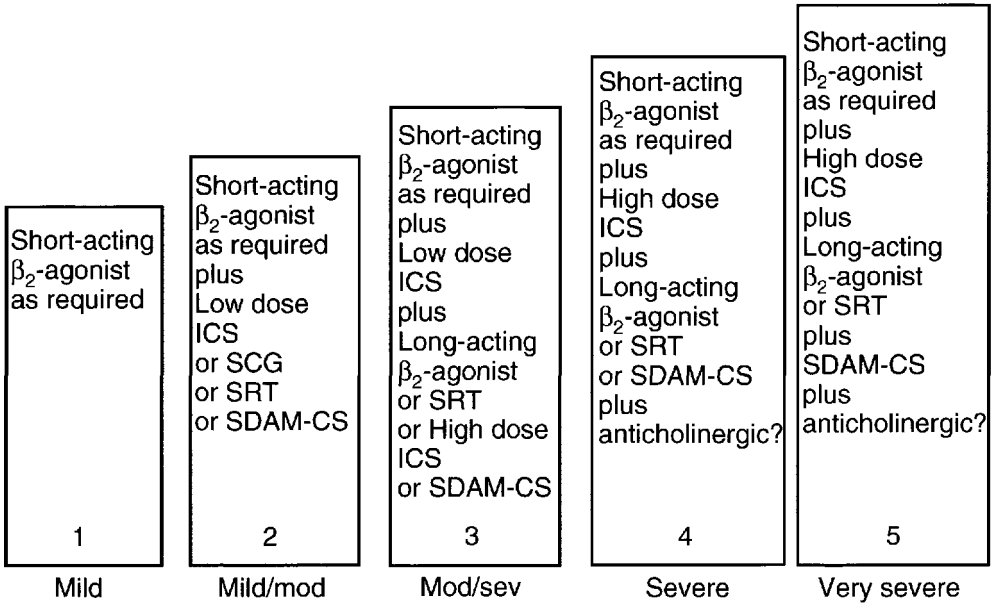 Short-acting
β₂-agonist
as required
1
Mild
Short-acting
β₂-agonist
as required
plus
Low dose
ICS
or SCG
or SRT
or SDAM-CS
2
Mild/mod
Short-acting
β₂-agonist
as required
plus
Low dose
ICS
plus
Long-acting
β₂-agonist
or SRT
or High dose
ICS
or SDAM-CS
3
Mod/sev
Short-acting
β₂-agonist
as required
plus
High dose
ICS
plus
Long-acting
β₂-agonist
or SRT
or SDAM-CS
plus
anticholinergic?
4
Severe
Short-acting
β₂-agonist
as required
plus
High dose
ICS
plus
Long-acting
β₂-agonist
or SRT
plus
SDAM-CS
plus
anticholinergic?
5
Very severe